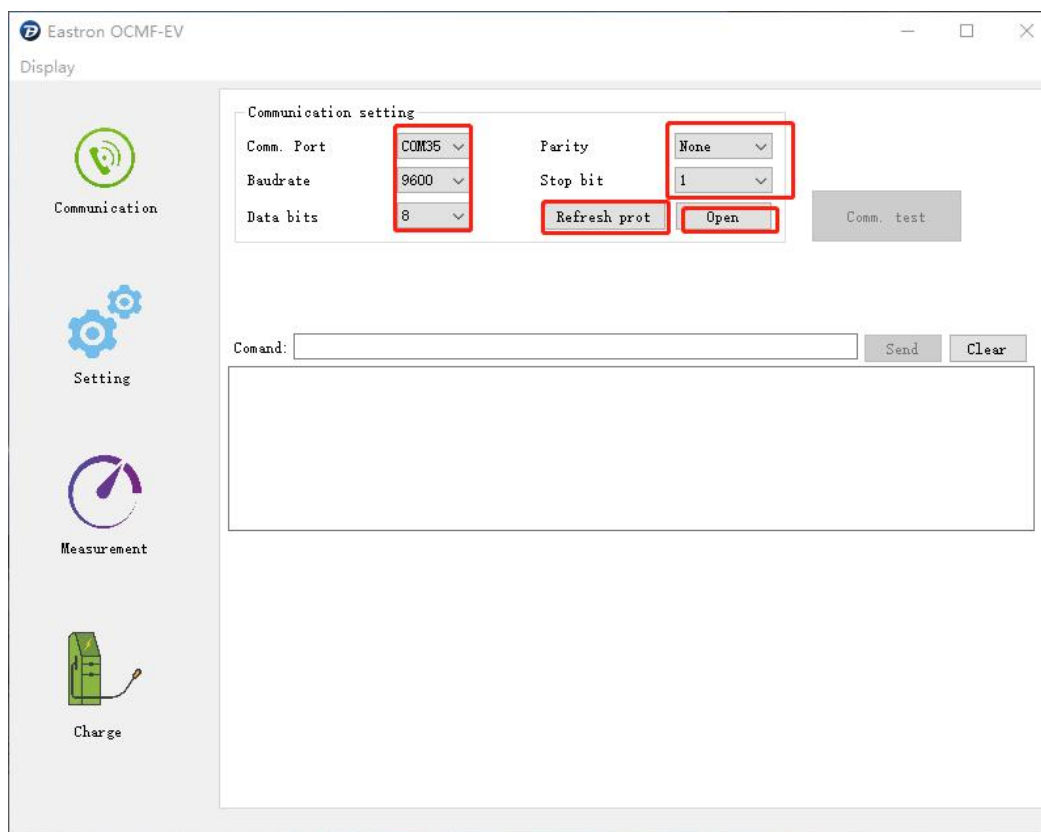 Eastron OCMF-EV
Display
Communication
Setting
Measurement
Charge
Communication setting
Comm. Port COM35 Parity None
Baudrate 9600 Stop bit 1
Data bits 8 Refresh prot Open
Comm. test
Comand: Send Clear